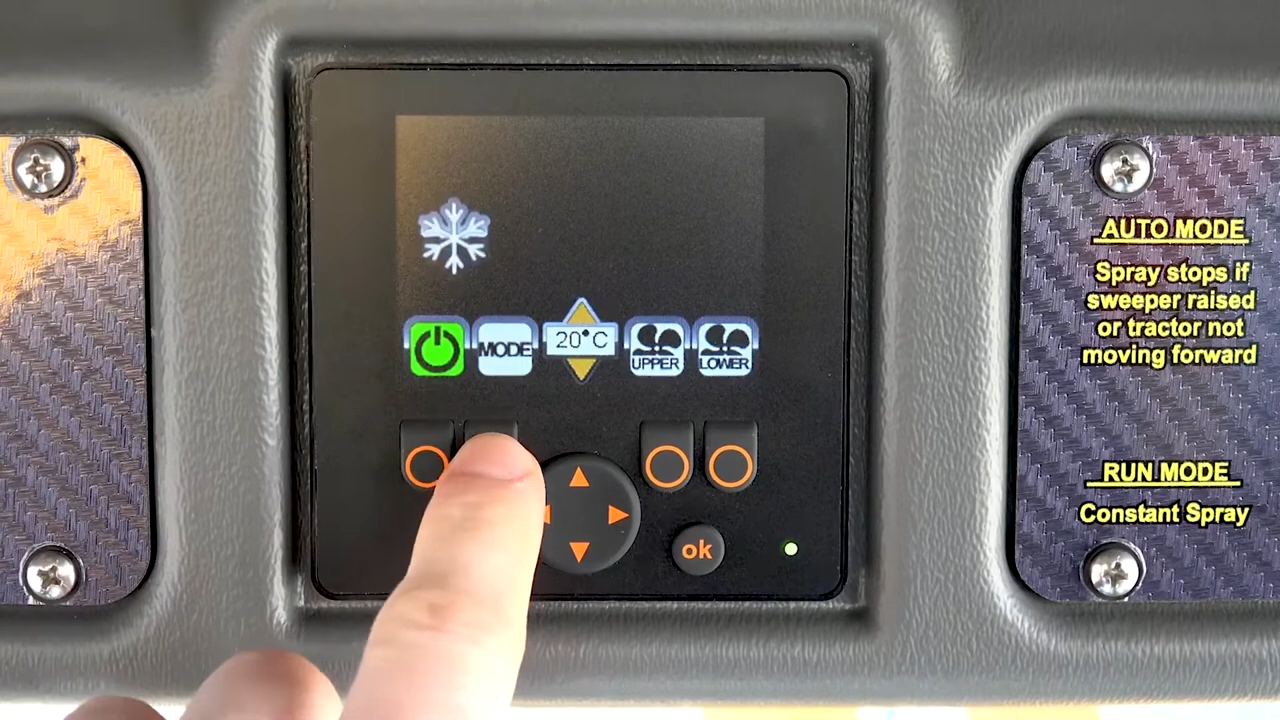 MODE
20°C
UPPER
LOWER
ok
AUTO MODE
Spray stops if
sweeper raised
or tractor not
moving forward
RUN MODE
Constant Spray